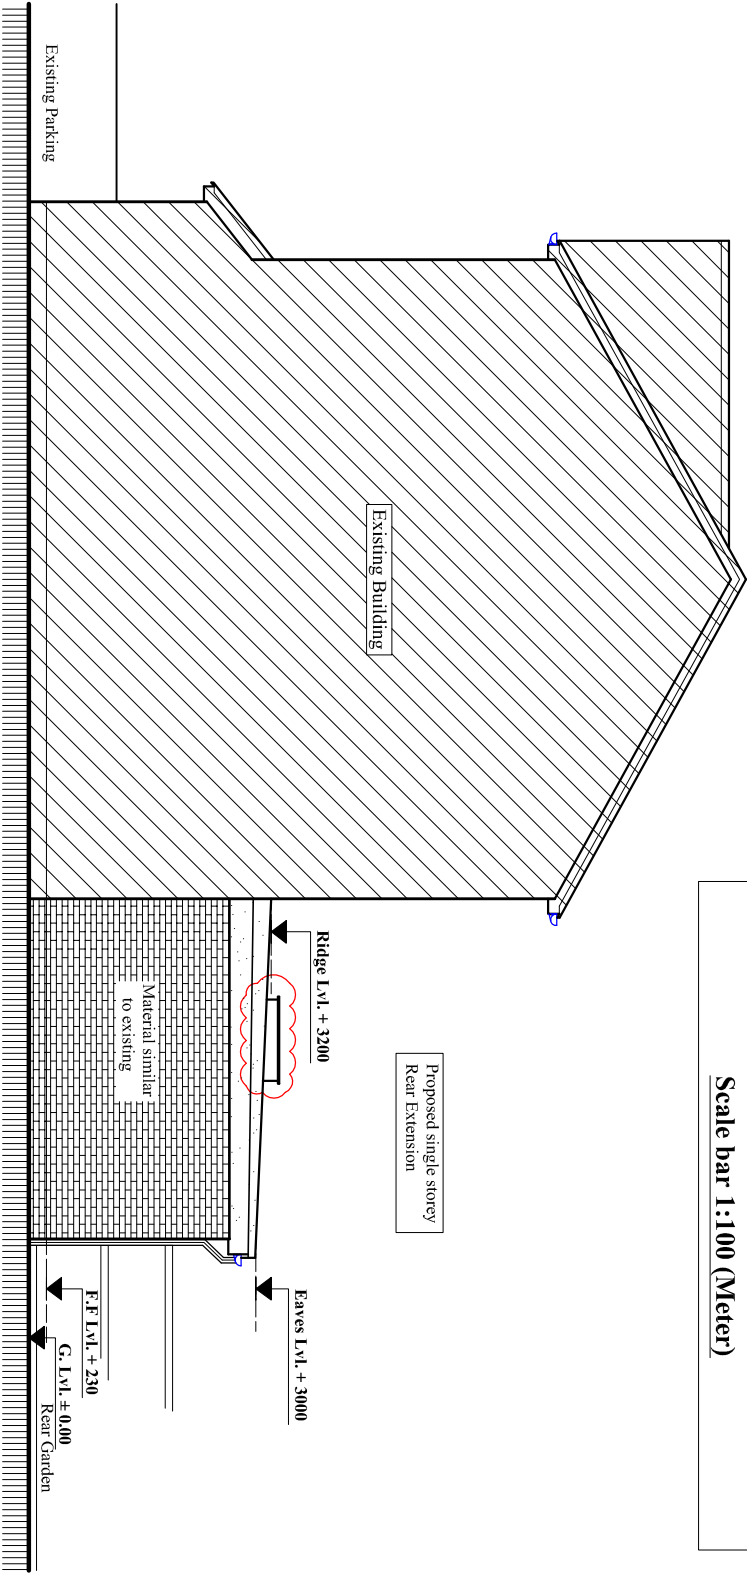 Scale bar 1:100 (Meter)
Existing Parking
Existing Building
Proposed single storey
Rear Extension
Ridge Lvl. + 3200
Eaves Lvl. + 3000
Material similar
to existing
F.F Lvl. + 230
G. Lvl. ± 0.00
Rear Garden